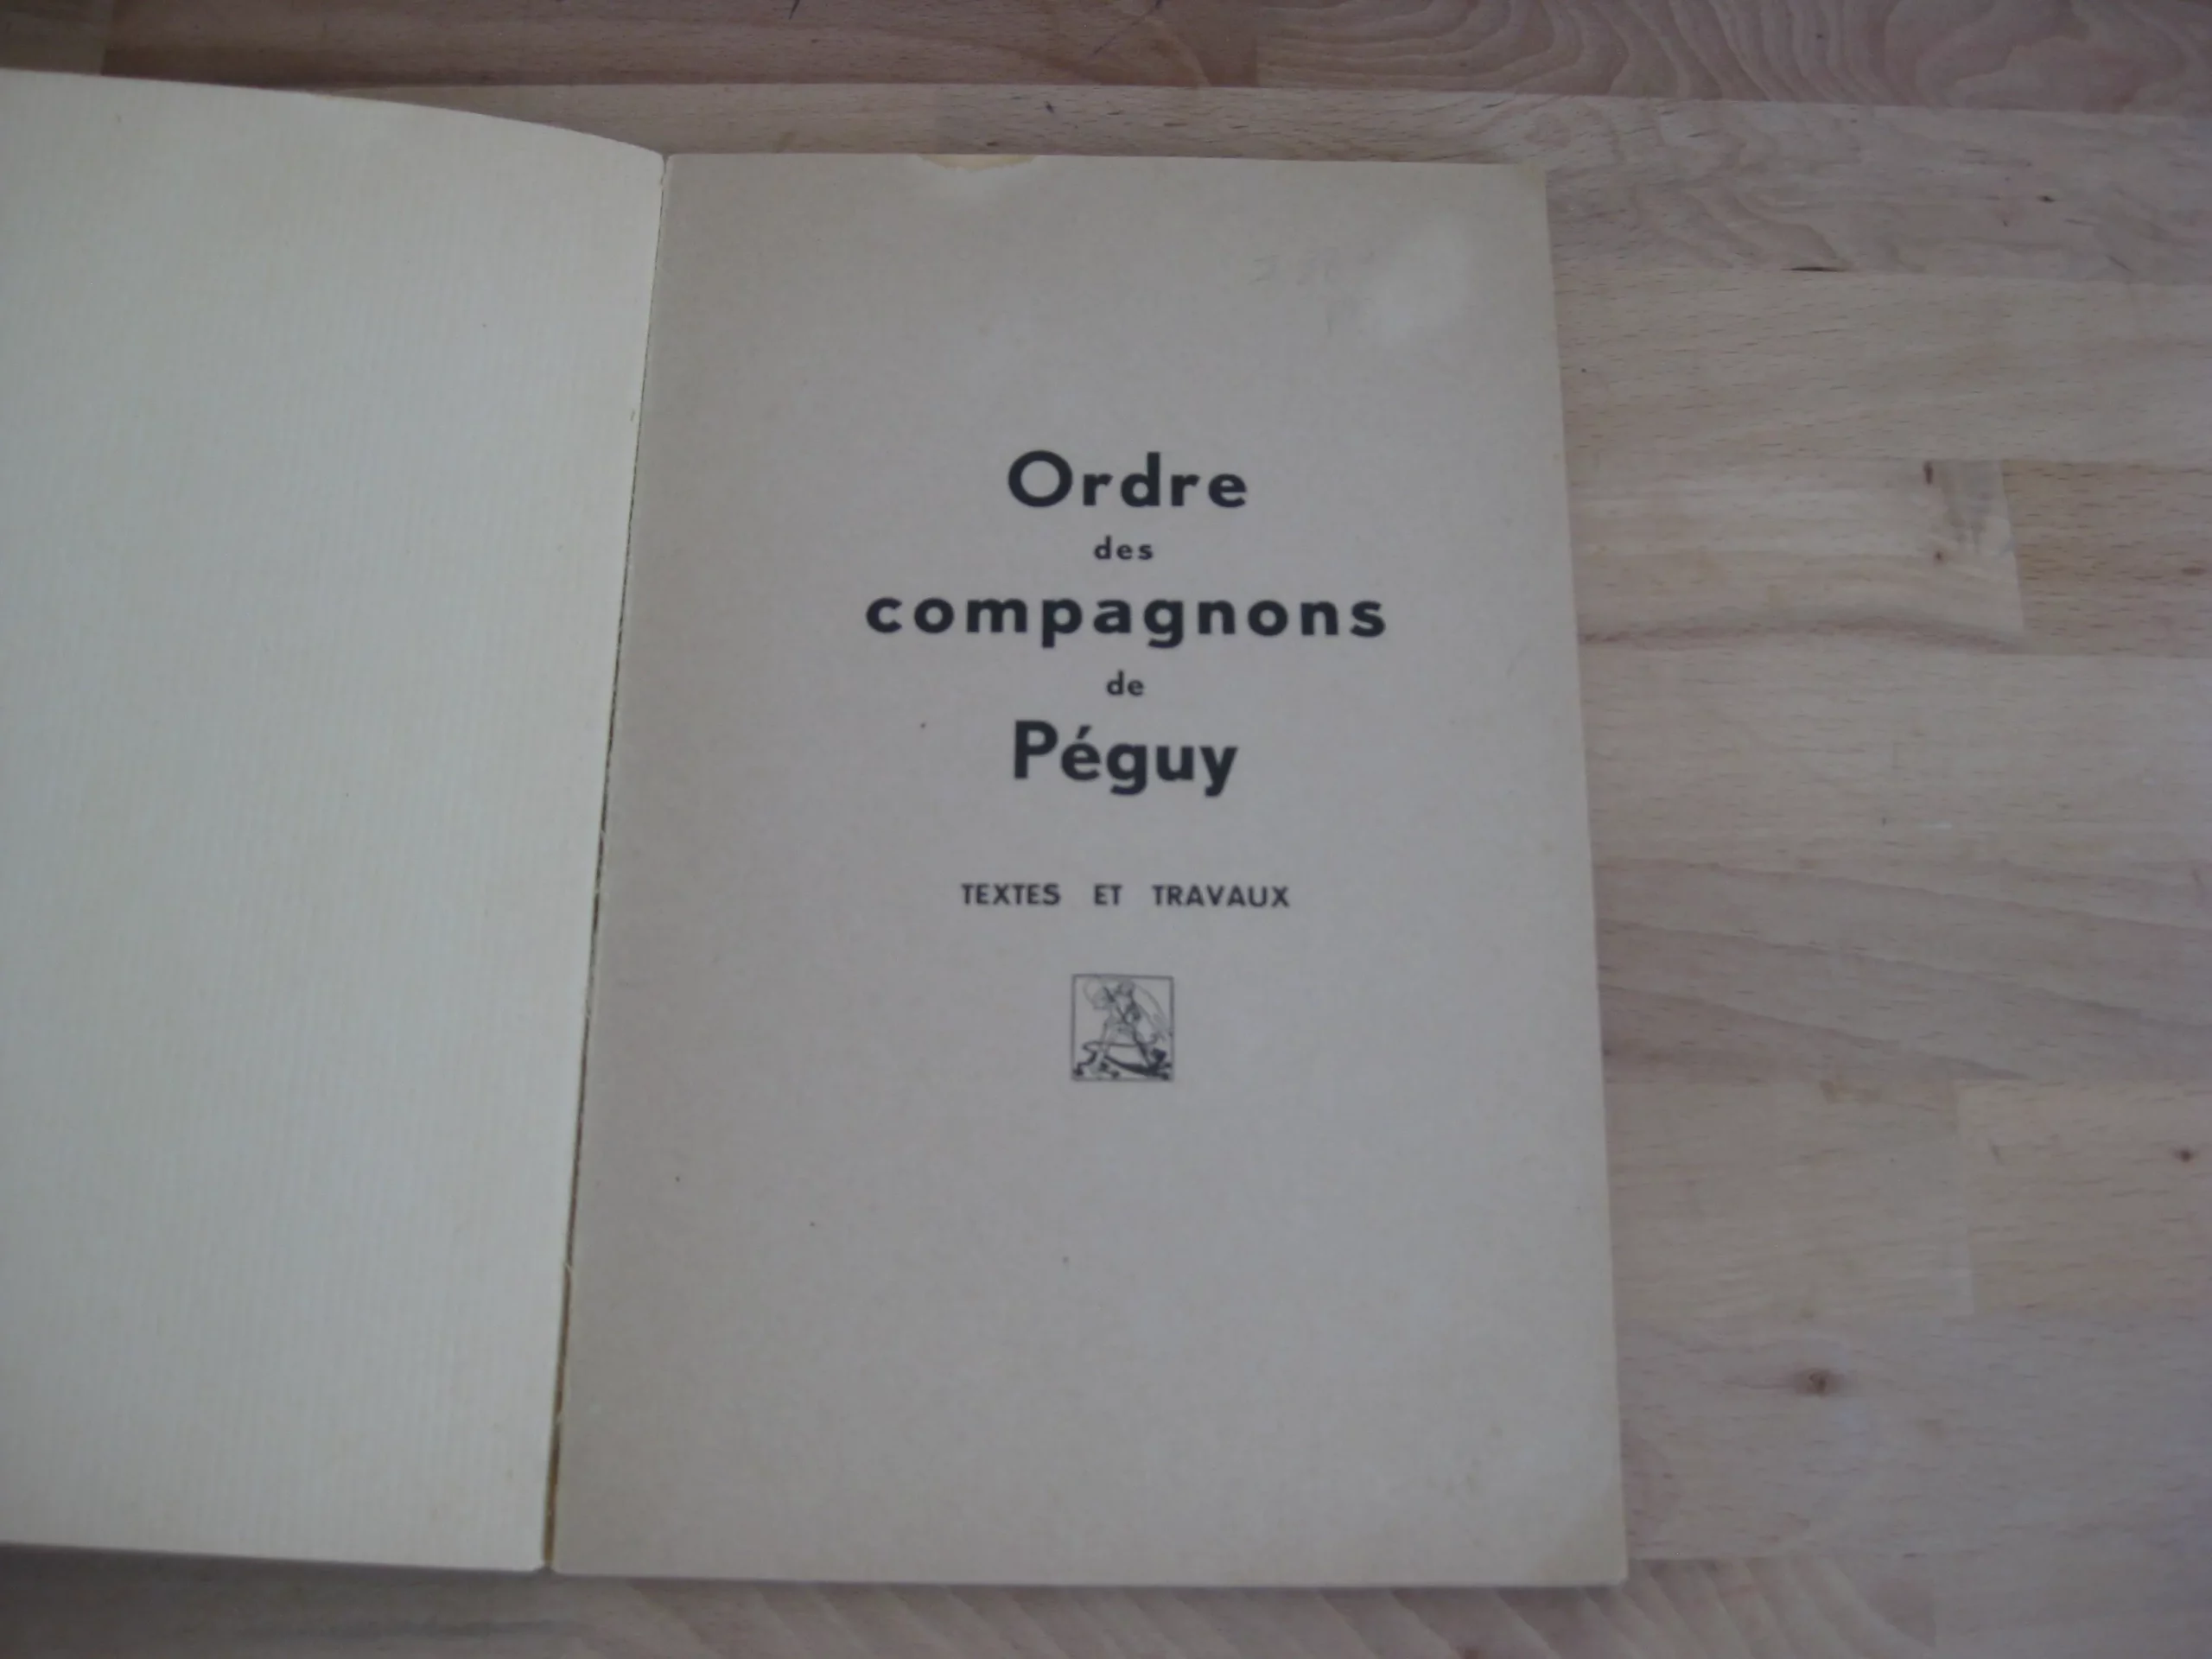 Ordre
des
compagnons
de
Péguy
TEXTES ET TRAVAUX